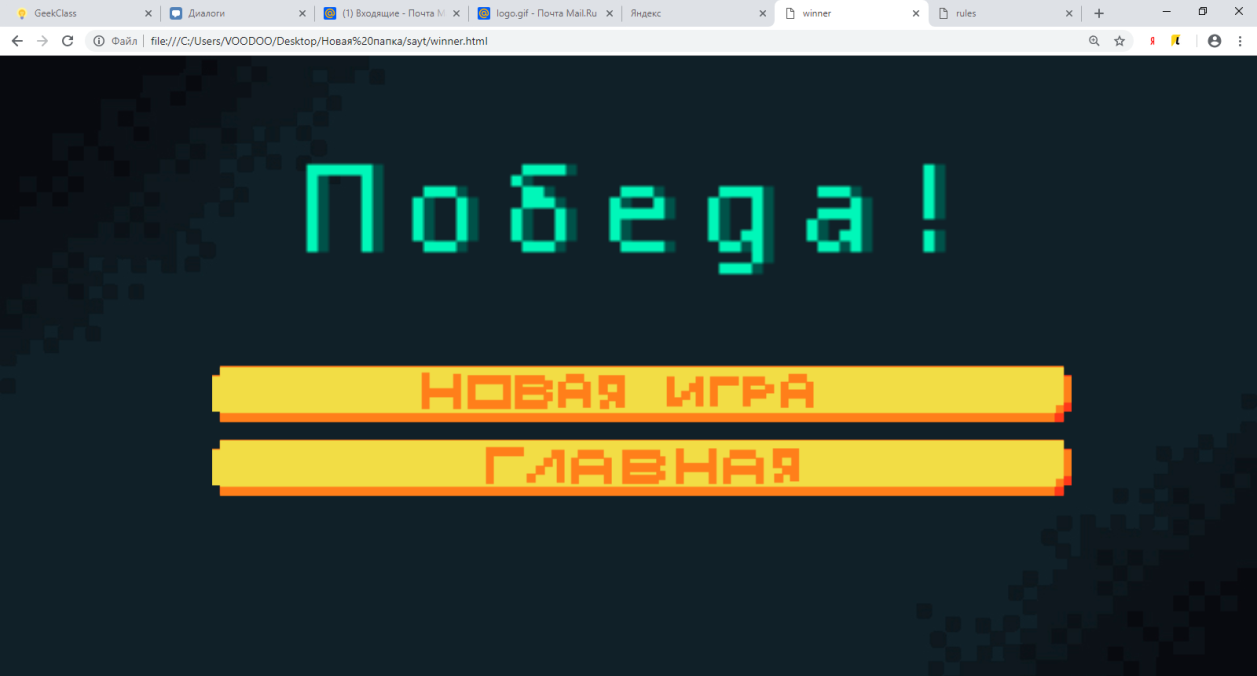 GeekClass
Диалоги
(1) Входящие - Почта M
logo.gif - Почта Mail.Ru
Яндекс
winner
rules
Файл
file:///C:/Users/VOODOO/Desktop/Новая%20папка/sayt/winner.html
Победа!
НОВАЯ ИГРА
ГЛАВНАЯ